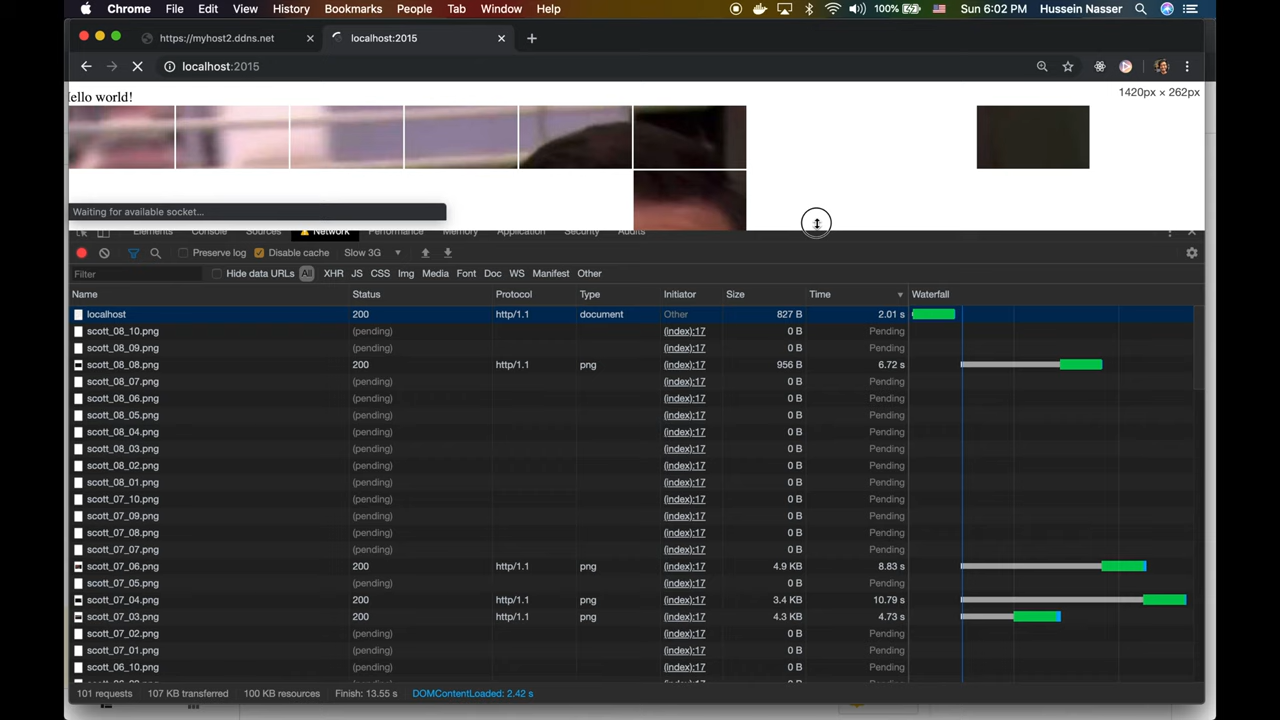 Chrome File Edit View History Bookmarks People Tab Window Help 100% Sun 6:02 PM Hussein Nasser
https://myhost2.ddns.net localhost:2015
localhost:2015
ello world! 1420px × 262px
Waiting for available socket...
Elements Console Network Performance Memory Application Security Audits
Preserve log Disable cache Slow 3G
Filter Hide data URLs All XHR JS CSS Img Media Font Doc WS Manifest Other
Name Status Protocol Type Initiator Size Time Waterfall
localhost 200 http/1.1 document Other 827 B 2.01 s
scott_08_10.png (pending) (index):17 0 B Pending
scott_08_09.png (pending) (index):17 0 B Pending
scott_08_08.png 200 http/1.1 png (index):17 956 B 6.72 s
scott_08_07.png (pending) (index):17 0 B Pending
scott_08_06.png (pending) (index):17 0 B Pending
scott_08_05.png (pending) (index):17 0 B Pending
scott_08_04.png (pending) (index):17 0 B Pending
scott_08_03.png (pending) (index):17 0 B Pending
scott_08_02.png (pending) (index):17 0 B Pending
scott_08_01.png (pending) (index):17 0 B Pending
scott_07_10.png (pending) (index):17 0 B Pending
scott_07_09.png (pending) (index):17 0 B Pending
scott_07_08.png (pending) (index):17 0 B Pending
scott_07_07.png (pending) (index):17 0 B Pending
scott_07_06.png 200 http/1.1 png (index):17 4.9 KB 8.83 s
scott_07_05.png (pending) (index):17 0 B Pending
scott_07_04.png 200 http/1.1 png (index):17 3.4 KB 10.79 s
scott_07_03.png 200 http/1.1 png (index):17 4.3 KB 4.73 s
scott_07_02.png (pending) (index):17 0 B Pending
scott_07_01.png (pending) (index):17 0 B Pending
scott_06_10.png (pending) (index):17 0 B Pending
101 requests 107 KB transferred 100 KB resources Finish: 13.55 s DOMContentLoaded: 2.42 s